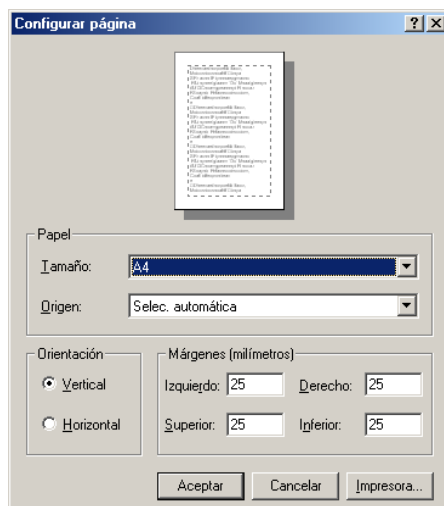 Configurar página
Papel
Tamaño: A4
Origen: Selec. automática
Orientación
Vertical
Horizontal
Márgenes (milímetros)
Izquierdo: 25 Derecho: 25
Superior: 25 Inferior: 25
Aceptar Cancelar Impresora...